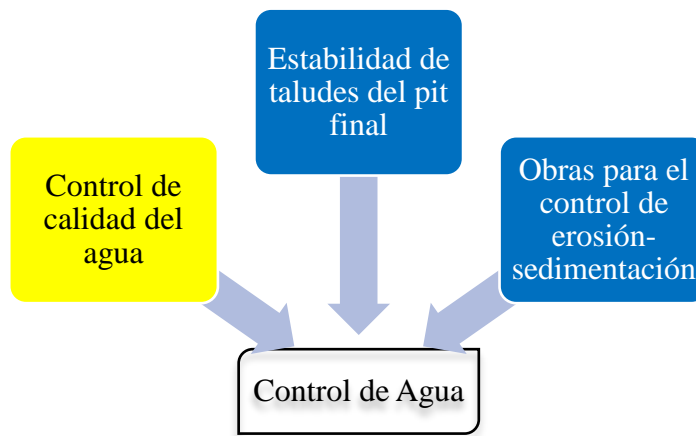 Estabilidad de
taludes del pit
final
Control de
calidad del
agua
Obras para el
control de
erosión-
sedimentación
Control de Agua